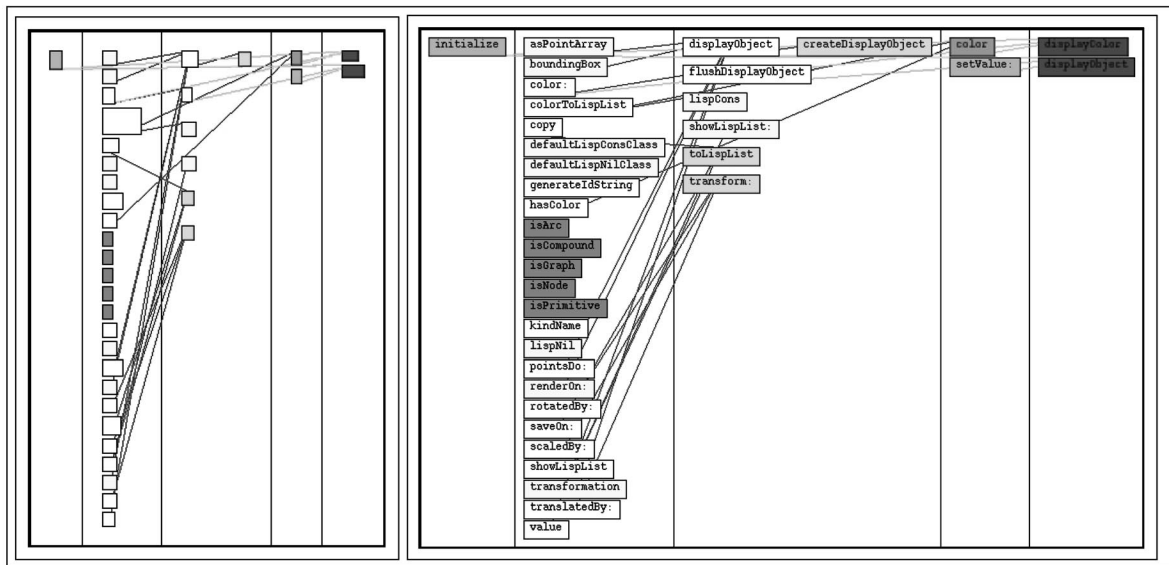 initialize
asPointArray
boundingBox
color:
colorToLispList
copy
defaultLispConsClass
defaultLispNilClass
generateIdString
hasColor
isArc
isCompound
isGraph
isNode
isPrimitive
kindName
lispNil
pointsDo:
renderOn:
rotatedBy:
saveOn:
scaledBy:
showLispList
transformation
translatedBy:
value
displayObject
createDisplayObject
flushDisplayObject
lispCons
showLispList:
toLispList
transform:
color
setValue:
displayColor
displayObject